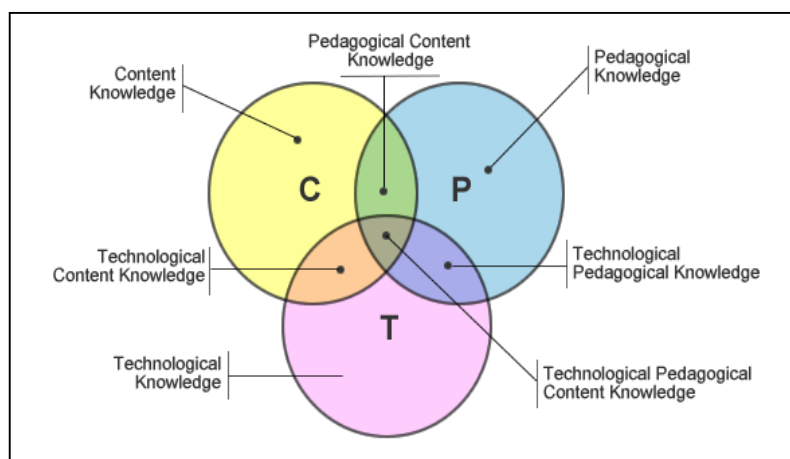 Pedagogical Content
Knowledge
Content
Knowledge
Pedagogical
Knowledge
C
P
Technological
Content Knowledge
Technological
Pedagogical Knowledge
T
Technological
Knowledge
Technological Pedagogical
Content Knowledge